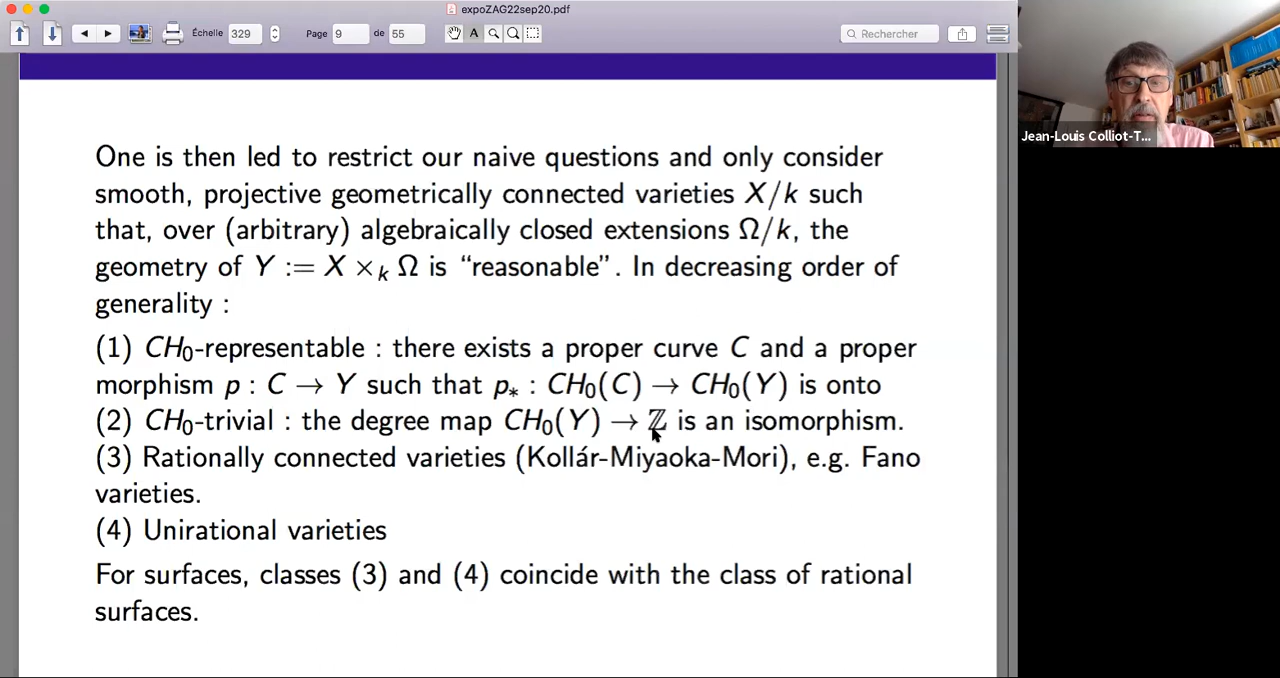 expoZAG22sep20.pdf
Échelle 329 Page 9 de 55 A Rechercher
Jean-Louis Colliot-T...
One is then led to restrict our naive questions and only consider
smooth, projective geometrically connected varieties X/k such
that, over (arbitrary) algebraically closed extensions Ω/k, the
geometry of Y := X ×ₖ Ω is “reasonable”. In decreasing order of
generality :
(1) CH₀-representable : there exists a proper curve C and a proper
morphism p : C → Y such that p∗ : CH₀(C) → CH₀(Y) is onto
(2) CH₀-trivial : the degree map CH₀(Y) → ℤ is an isomorphism.
(3) Rationally connected varieties (Kollár-Miyaoka-Mori), e.g. Fano
varieties.
(4) Unirational varieties
For surfaces, classes (3) and (4) coincide with the class of rational
surfaces.